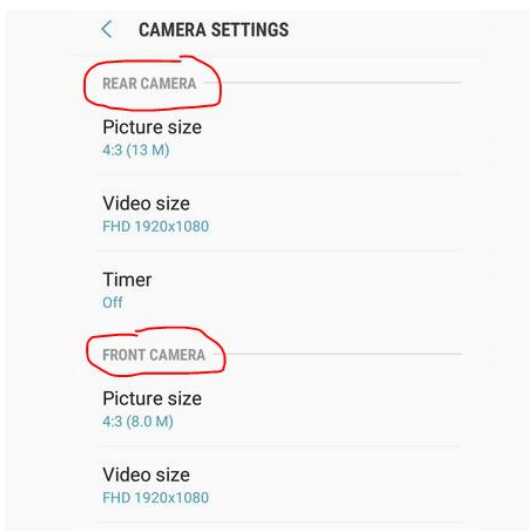 CAMERA SETTINGS
REAR CAMERA
Picture size
4:3 (13 M)
Video size
FHD 1920x1080
Timer
Off
FRONT CAMERA
Picture size
4:3 (8.0 M)
Video size
FHD 1920x1080